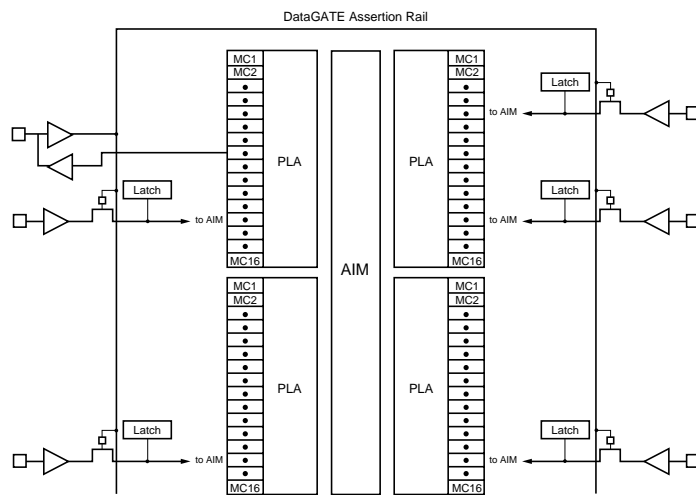 DataGATE Assertion Rail
MC1
MC2
PLA
MC16
MC1
MC2
PLA
MC16
AIM
MC1
MC2
PLA
MC16
MC1
MC2
PLA
MC16
Latch
to AIM
Latch
to AIM
Latch
to AIM
Latch
to AIM
Latch
to AIM